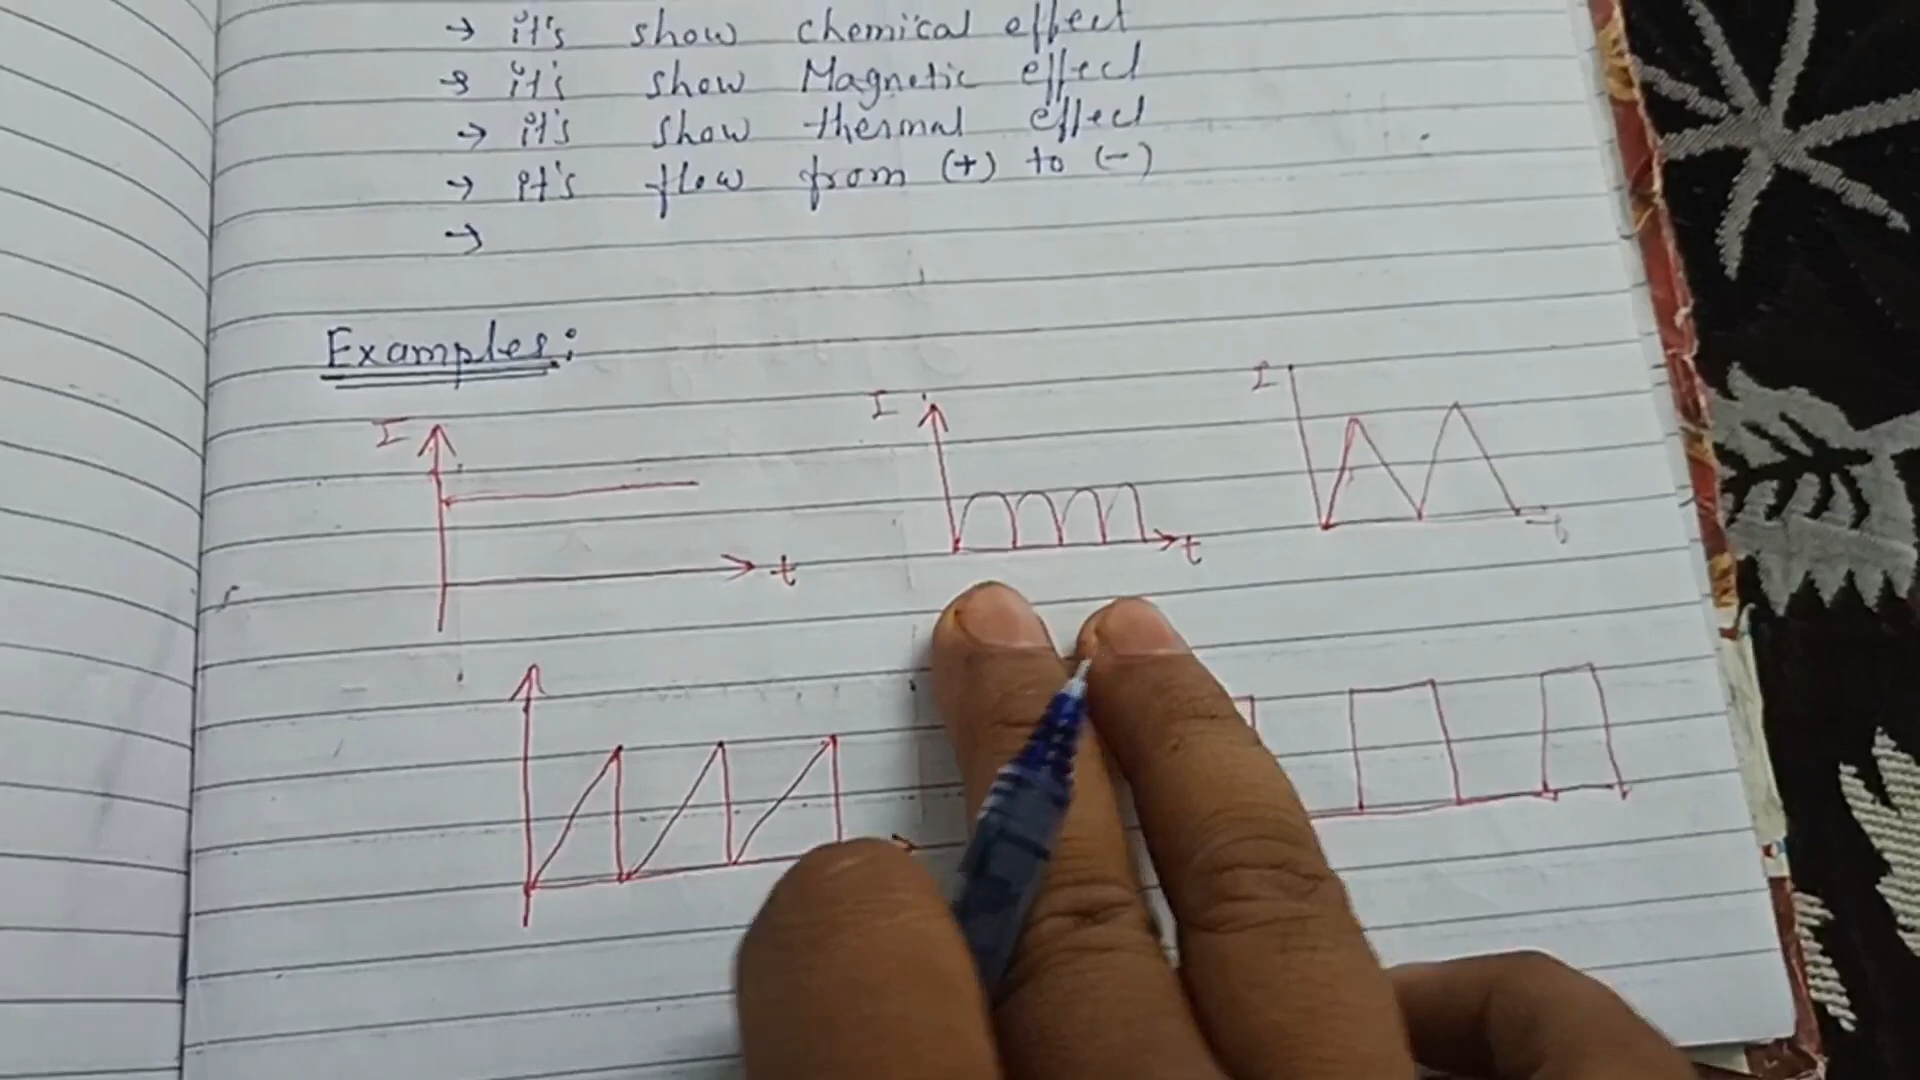 → it's show chemical effect
→ it's show Magnetic effect
→ it's show thermal effect
→ it's flow from (+) to (-)
→
Examples:
I I I
t t t